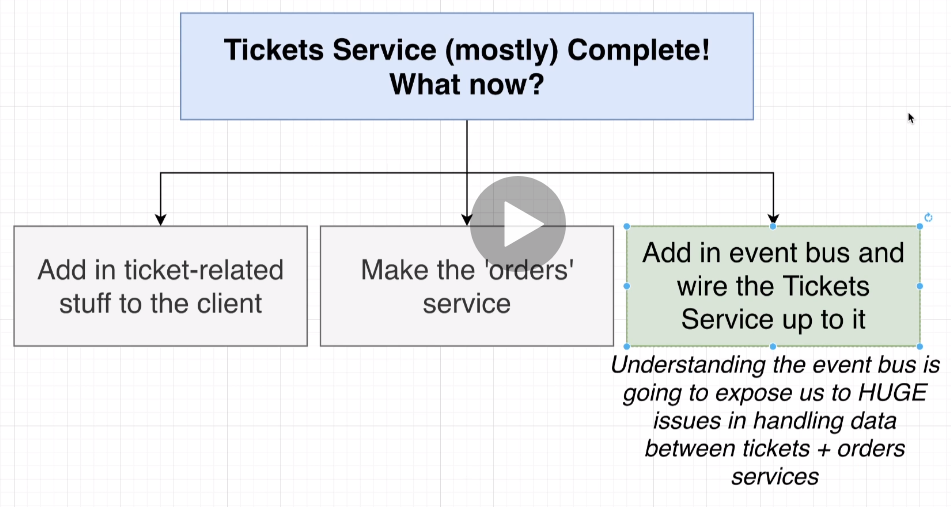 Tickets Service (mostly) Complete!
What now?
Add in ticket-related
stuff to the client
Make the 'orders'
service
Add in event bus and
wire the Tickets
Service up to it
Understanding the event bus is
going to expose us to HUGE
issues in handling data
between tickets + orders
services